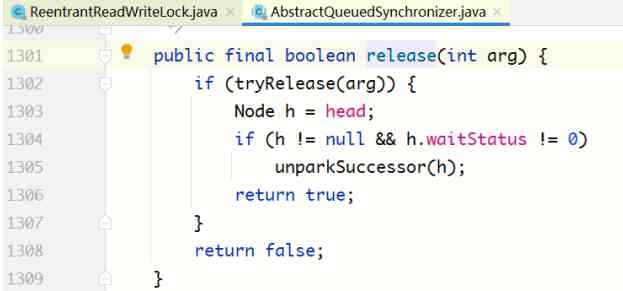 ReentrantReadWriteLock.java × AbstractQueuedSynchronizer.java ×
1300 */
1301 public final boolean release(int arg) {
1302 if (tryRelease(arg)) {
1303 Node h = head;
1304 if (h != null && h.waitStatus != 0)
1305 unparkSuccessor(h);
1306 return true;
1307 }
1308 return false;
1309 }